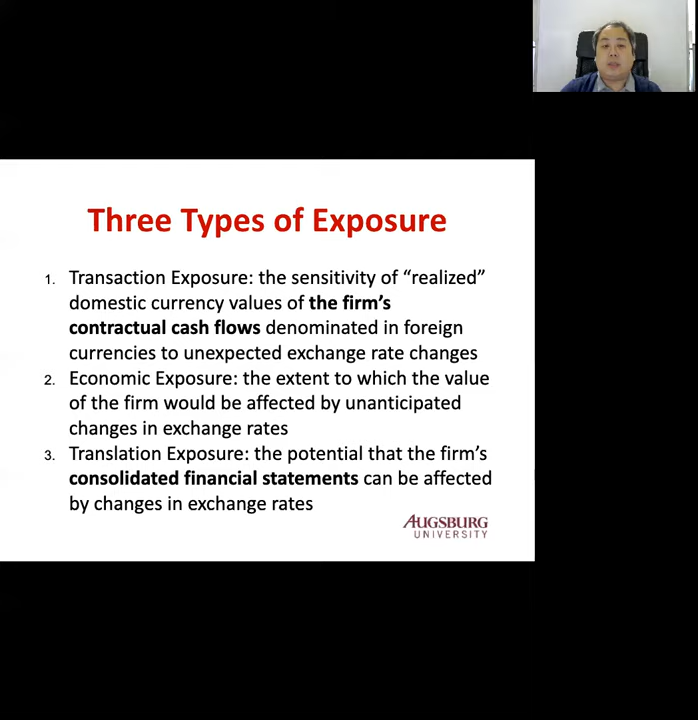 Three Types of Exposure
1. Transaction Exposure: the sensitivity of “realized”
domestic currency values of the firm’s
contractual cash flows denominated in foreign
currencies to unexpected exchange rate changes
2. Economic Exposure: the extent to which the value
of the firm would be affected by unanticipated
changes in exchange rates
3. Translation Exposure: the potential that the firm’s
consolidated financial statements can be affected
by changes in exchange rates
AUGSBURG
UNIVERSITY